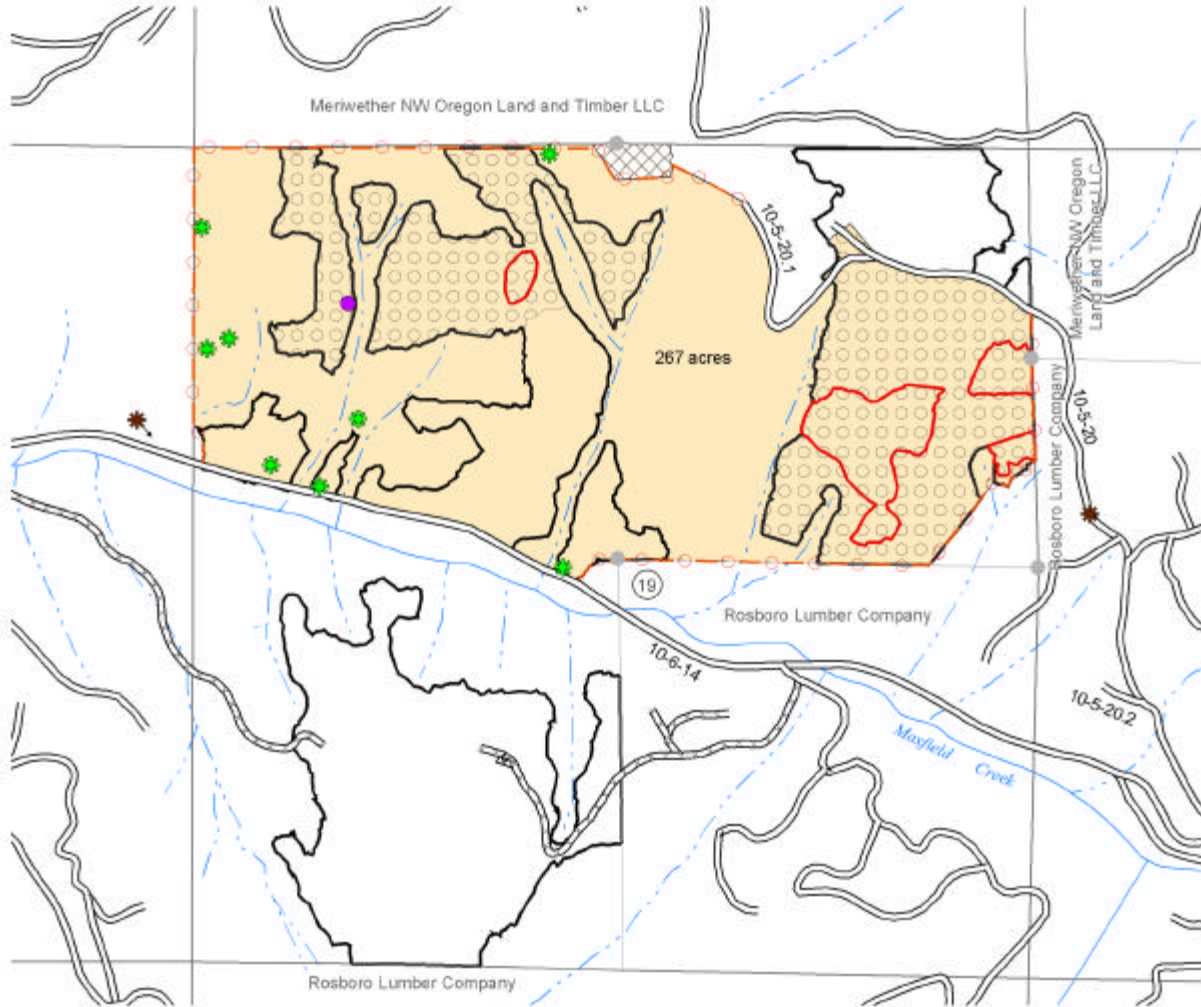 Meriwether NW Oregon Land and Timber LLC
Meriwether NW Oregon
Land and Timber LLC
10-5-20.1
267 acres
10-5-20
Rosboro Lumber Company
19
Rosboro Lumber Company
10-6-14
10-5-20.2
Maxfield Creek
Rosboro Lumber Company